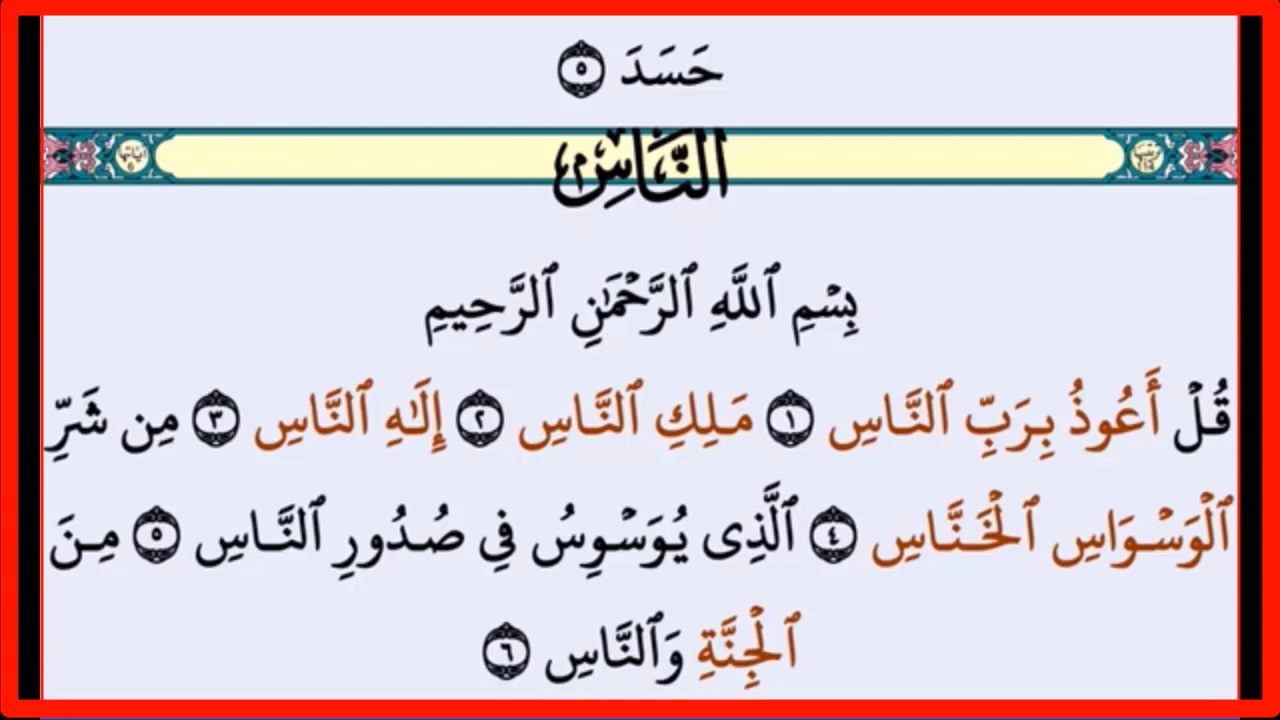 حَسَدَ ۝٥
النَّاسِ
بِسْمِ ٱللَّهِ ٱلرَّحْمَٰنِ ٱلرَّحِيمِ
قُلْ أَعُوذُ بِرَبِّ ٱلنَّاسِ ۝١ مَلِكِ ٱلنَّاسِ ۝٢ إِلَٰهِ ٱلنَّاسِ ۝٣ مِن شَرِّ
ٱلْوَسْوَاسِ ٱلْخَنَّاسِ ۝٤ ٱلَّذِى يُوَسْوِسُ فِى صُدُورِ ٱلنَّاسِ ۝٥ مِنَ
ٱلْجِنَّةِ وَٱلنَّاسِ ۝٦